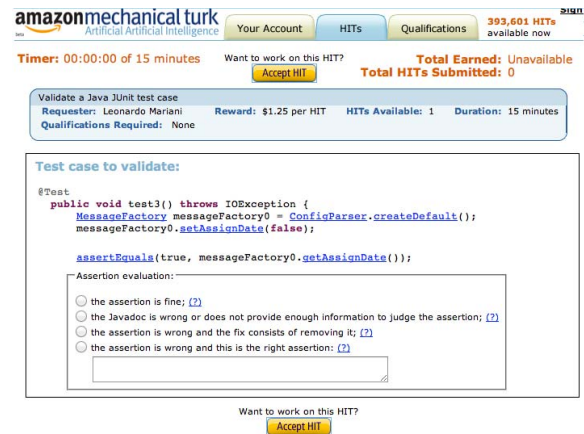 Sign
amazonmechanical turk
beta
Artificial Artificial Intelligence
Your Account
HITs
Qualifications
393,601 HITs
available now
Timer: 00:00:00 of 15 minutes
Want to work on this HIT?
Accept HIT
Total Earned: Unavailable
Total HITs Submitted: 0
Validate a Java JUnit test case
Requester: Leonardo Mariani Reward: $1.25 per HIT HITs Available: 1 Duration: 15 minutes
Qualifications Required: None
Test case to validate:
@Test
public void test3() throws IOException {
MessageFactory messageFactory0 = ConfigParser.createDefault();
messageFactory0.setAssignDate(false);
assertEquals(true, messageFactory0.getAssignDate());
Assertion evaluation:
the assertion is fine; (?)
the Javadoc is wrong or does not provide enough information to judge the assertion; (?)
the assertion is wrong and the fix consists of removing it; (?)
the assertion is wrong and this is the right assertion: (?)
Want to work on this HIT?
Accept HIT